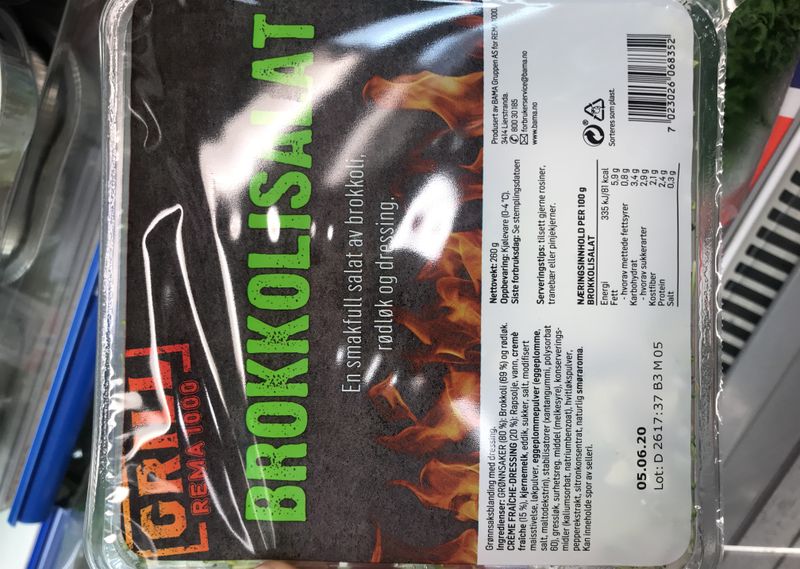 GRILL
REMA 1000
BROKKOLISALAT
En smakfull salat av brokkoli,
rødløk og dressing.
Grønnsaksblanding med dressing.
Ingredienser: GRØNNSAKER (80 %): Brokkoli (69 %) og rødløk.
CRÈME FRAÎCHE-DRESSING (20 %): Rapsolje, vann, cremè
fraîche (15 %), kjernemelk, eddik, sukker, salt, modifisert
maisstivelse, løkpulver, eggeplommepulver (eggeplomme,
salt, maltodekstrin), stabilisatorer (xantangummi, polysorbat
60), gressløk, surhetsreg. middel (melkesyre), konserverings-
midler (kaliumsorbat, natriumbenzoat), hvitløkspulver,
pepperekstrakt, sitronkonsentrat, naturlig smøraroma.
Kan inneholde spor av selleri.
05.06.20
Lot: D 2617:37 B3 M 05
Nettovekt: 260 g
Oppbevaring: Kjølevare (0-4 °C).
Siste forbruksdag: Se stemplingsdatoen
Serveringstips: tilsett gjerne rosiner,
tranebær eller pinjekjerner.
NÆRINGSINNHOLD PER 100 g
BROKKOLISALAT
Energi 335 kJ/81 kcal
Fett 5,9 g
- hvorav mettede fettsyrer 0,8 g
Karbohydrat 3,4 g
- hvorav sukkerarter 2,9 g
Kostfiber 2,1 g
Protein 2,4 g
Salt 0,3 g
Produsert av BAMA Gruppen AS for REMA 1000.
3414 Lierstranda.
800 30 185
forbrukerservice@bama.no
www.bama.no
Sorteres som plast.
7 023026 068352